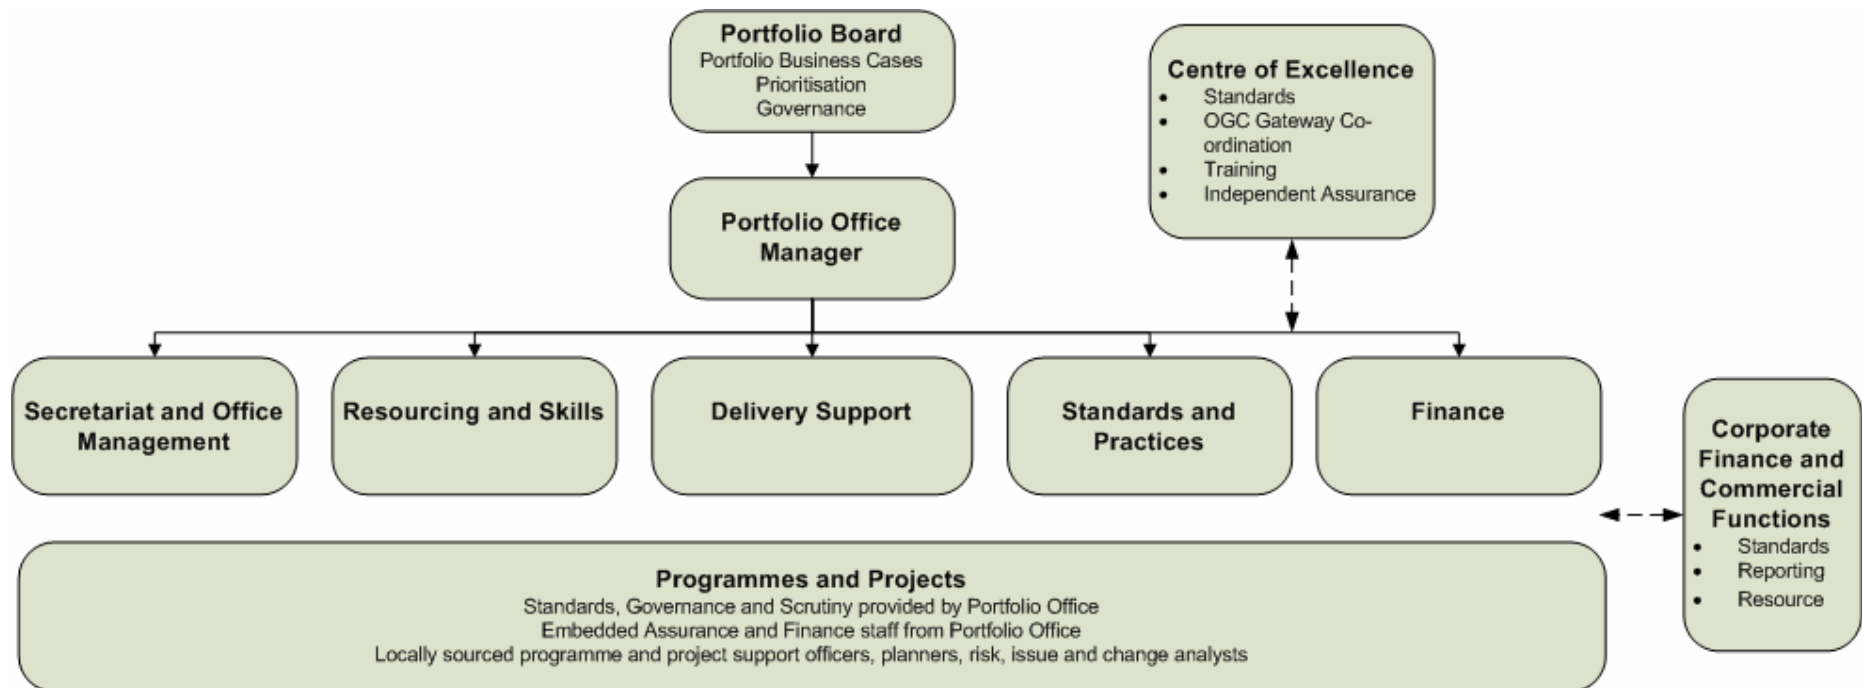 Portfolio Board
Portfolio Business Cases
Prioritisation
Governance
Centre of Excellence
• Standards
• OGC Gateway Co-
ordination
• Training
• Independent Assurance
Portfolio Office
Manager
Secretariat and Office
Management
Resourcing and Skills
Delivery Support
Standards and
Practices
Finance
Corporate
Finance and
Commercial
Functions
• Standards
• Reporting
• Resource
Programmes and Projects
Standards, Governance and Scrutiny provided by Portfolio Office
Embedded Assurance and Finance staff from Portfolio Office
Locally sourced programme and project support officers, planners, risk, issue and change analysts